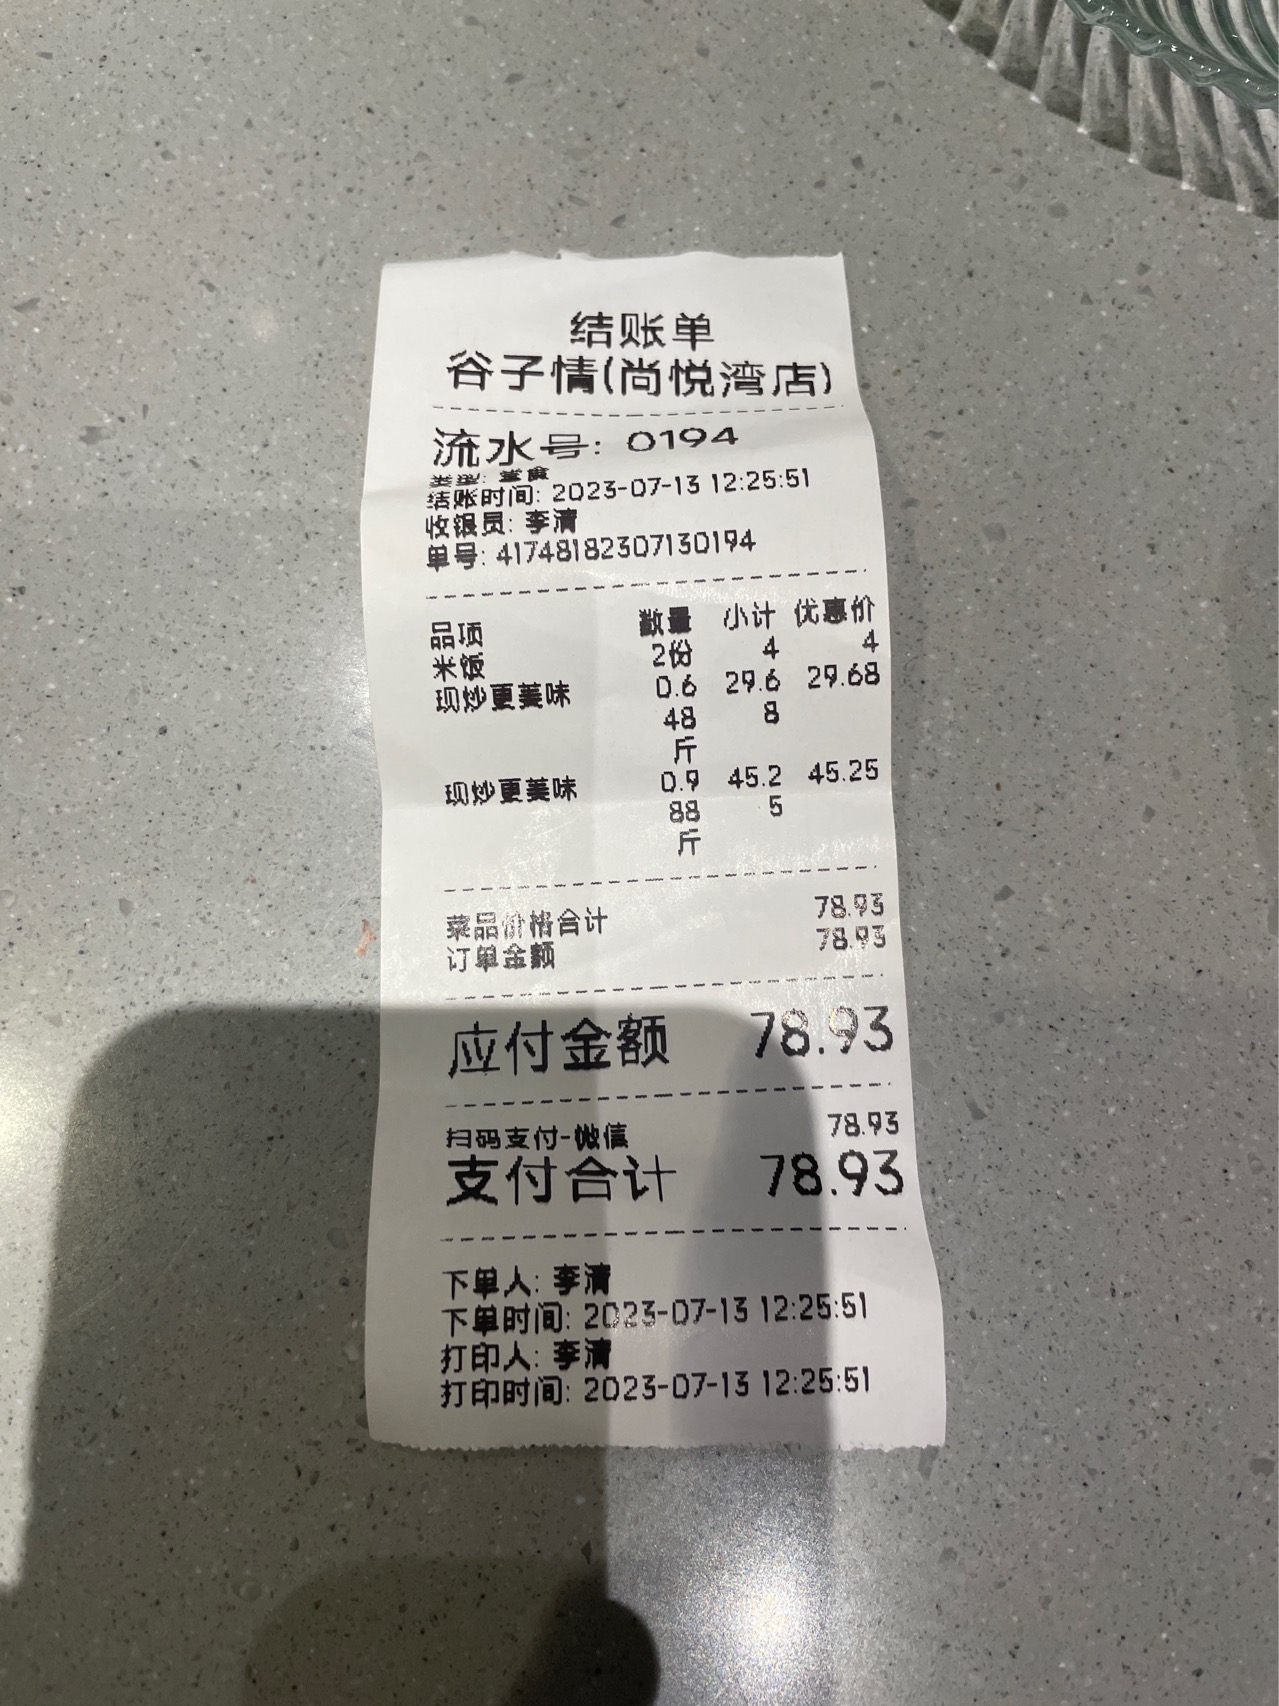 结账单
谷子情(尚悦湾店)
流水号: 0194
类型: 堂食
结账时间: 2023-07-13 12:25:51
收银员: 李清
单号: 41748182307130194
品项 数量 小计 优惠价
米饭 2份 4 4
现炒更美味 0.6 29.6 29.68
48 8
斤
现炒更美味 0.9 45.2 45.25
88 5
斤
菜品价格合计 78.93
订单金额 78.93
应付金额 78.93
扫码支付-微信 78.93
支付合计 78.93
下单人: 李清
下单时间: 2023-07-13 12:25:51
打印人: 李清
打印时间: 2023-07-13 12:25:51